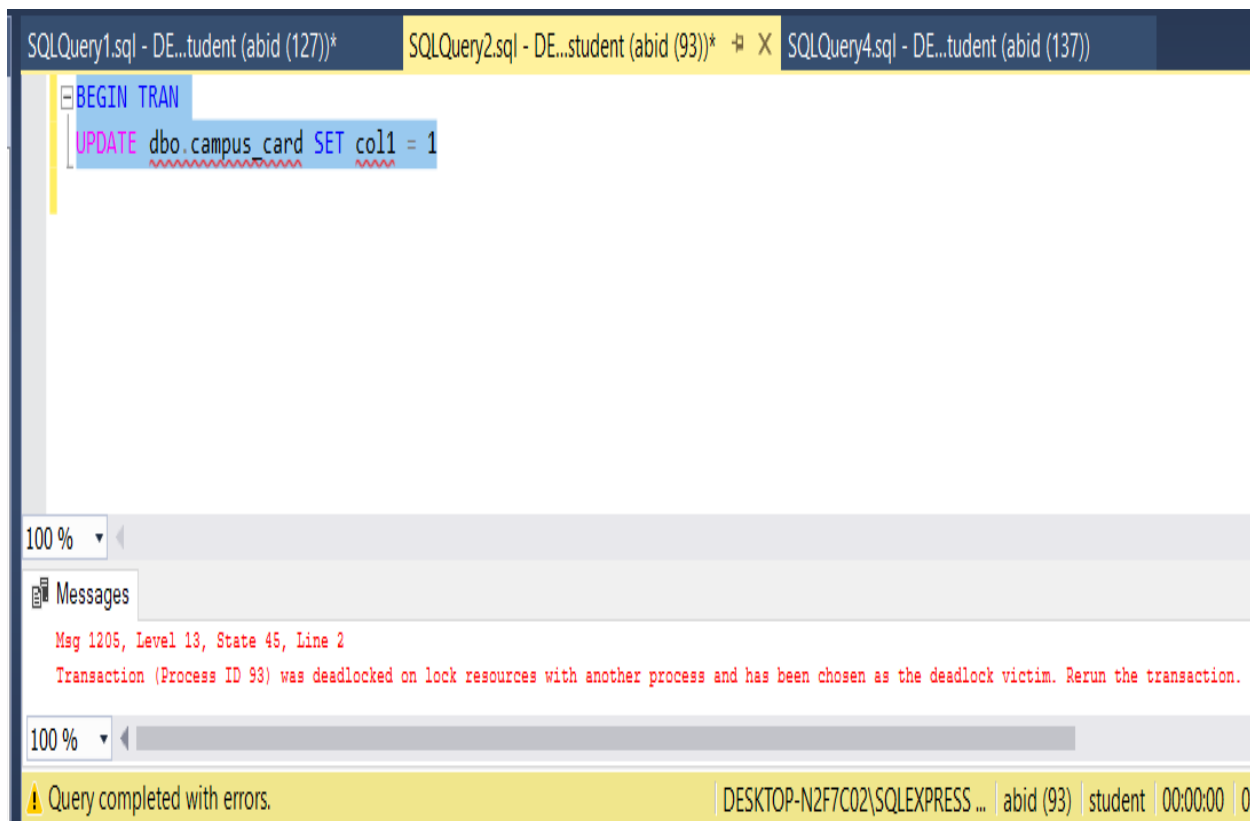 SQLQuery1.sql - DE...tudent (abid (127))* SQLQuery2.sql - DE...student (abid (93))* SQLQuery4.sql - DE...tudent (abid (137))
BEGIN TRAN
UPDATE dbo.campus_card SET col1 = 1
100 %
Messages
Msg 1205, Level 13, State 45, Line 2
Transaction (Process ID 93) was deadlocked on lock resources with another process and has been chosen as the deadlock victim. Rerun the transaction.
100 %
Query completed with errors. DESKTOP-N2F7C02\SQLEXPRESS ... abid (93) student 00:00:00 0